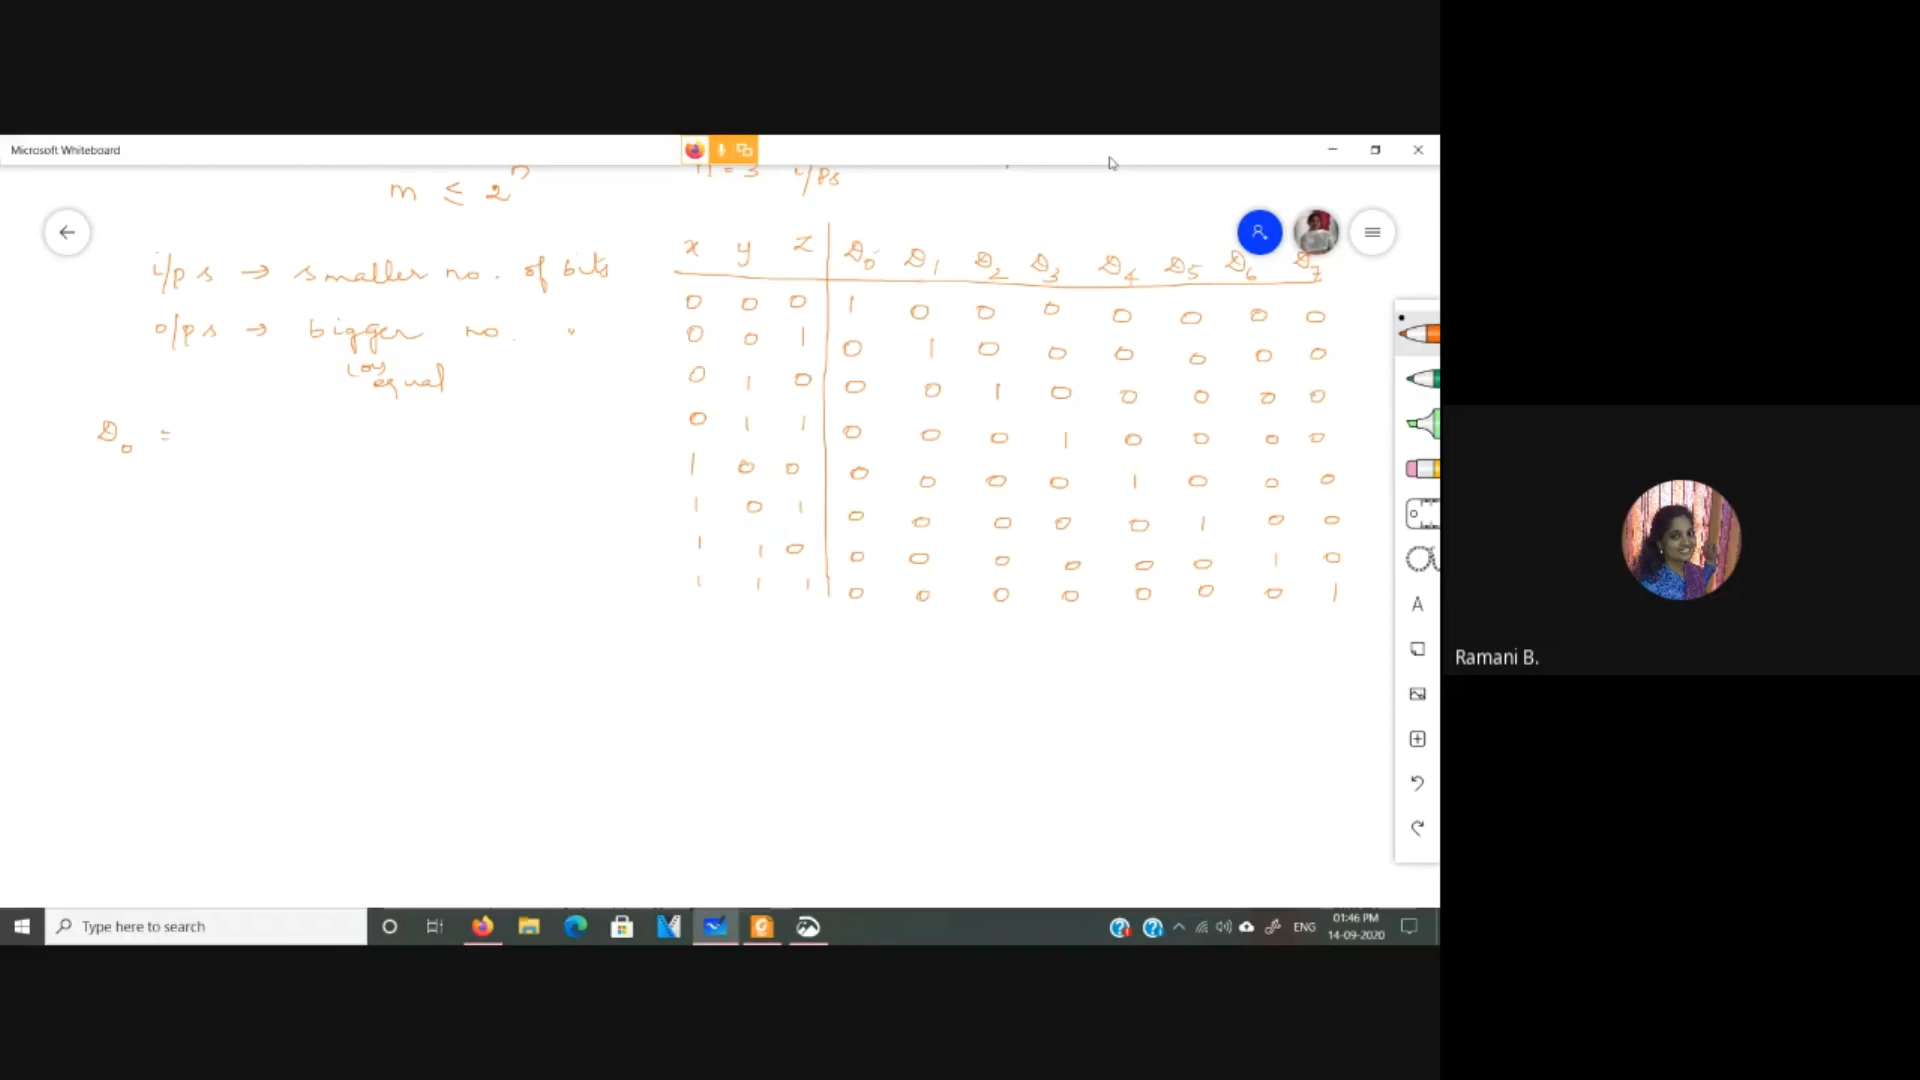 Microsoft Whiteboard
m ≤ 2ⁿ
n = 3 i/ps
i/p s → smaller no. of bits
o/p s → bigger no. "
(or) equal
D₀ =
x y z D₀ D₁ D₂ D₃ D₄ D₅ D₆ D₇
0 0 0 1 0 0 0 0 0 0 0
0 0 1 0 1 0 0 0 0 0 0
0 1 0 0 0 1 0 0 0 0 0
0 1 1 0 0 0 1 0 0 0 0
1 0 0 0 0 0 0 1 0 0 0
1 0 1 0 0 0 0 0 1 0 0
1 1 0 0 0 0 0 0 0 1 0
1 1 1 0 0 0 0 0 0 0 1
A
Ramani B.
Type here to search
ENG
01:46 PM
14-09-2020